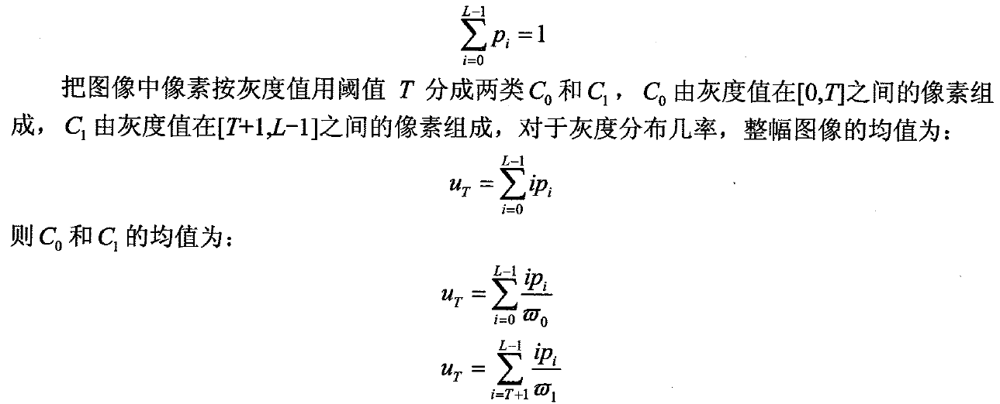 $$\sum_{i=0}^{L-1} p_i = 1$$
把图像中像素按灰度值用阈值 $T$ 分成两类 $C_0$ 和 $C_1$，$C_0$ 由灰度值在[0,$T$]之间的像素组
成，$C_1$ 由灰度值在[$T$+1,$L$−1]之间的像素组成，对于灰度分布几率，整幅图像的均值为：
$$u_T = \sum_{i=0}^{L-1} ip_i$$
则 $C_0$ 和 $C_1$ 的均值为：
$$u_T = \sum_{i=0}^{L-1} \frac{ip_i}{\varpi_0}$$
$$u_T = \sum_{i=T+1}^{L-1} \frac{ip_i}{\varpi_1}$$